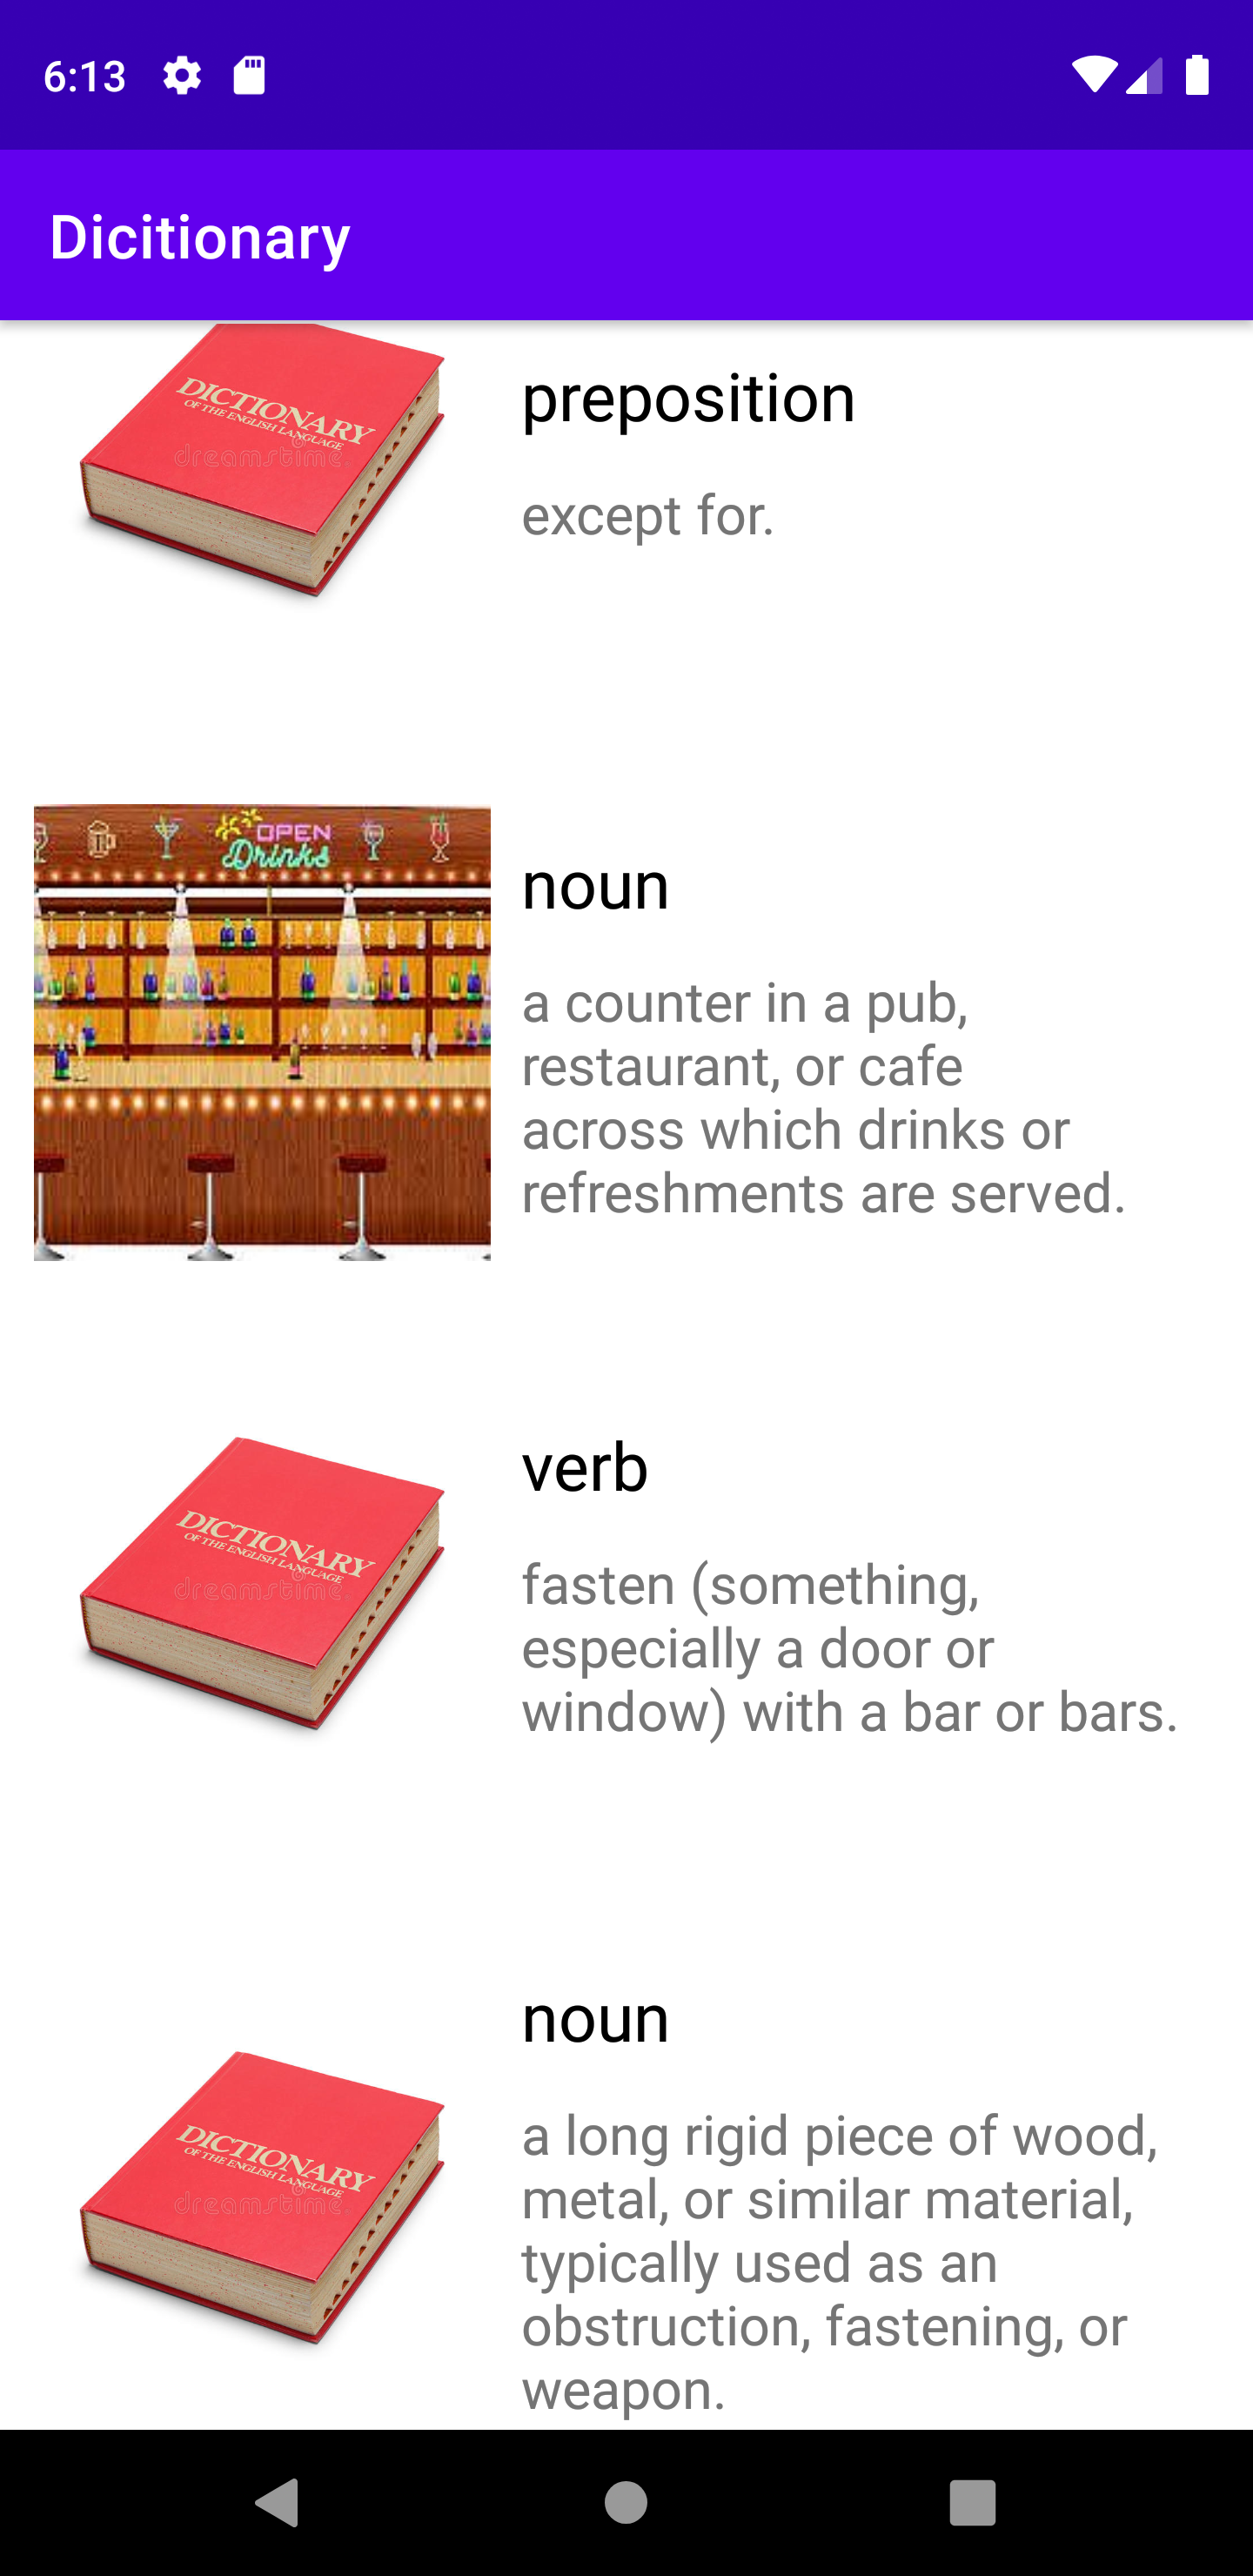 6:13
Dicitionary
DICTIONARY
OF THE ENGLISH LANGUAGE
dreamstime
preposition
except for.
OPEN
Drinks
noun
a counter in a pub,
restaurant, or cafe
across which drinks or
refreshments are served.
DICTIONARY
OF THE ENGLISH LANGUAGE
dreamstime
verb
fasten (something,
especially a door or
window) with a bar or bars.
DICTIONARY
OF THE ENGLISH LANGUAGE
dreamstime
noun
a long rigid piece of wood,
metal, or similar material,
typically used as an
obstruction, fastening, or
weapon.